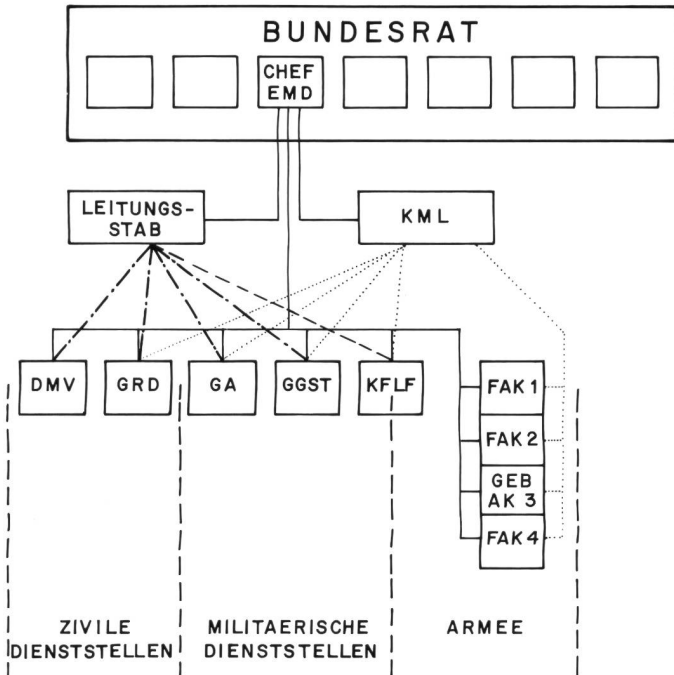 BUNDESRAT
CHEF
EMD
LEITUNGS-
STAB
KML
DMV
GRD
GA
GGST
KFLF
FAK 1
FAK 2
GEB
AK 3
FAK 4
ZIVILE
DIENSTSTELLEN
MILITAERISCHE
DIENSTSTELLEN
ARMEE